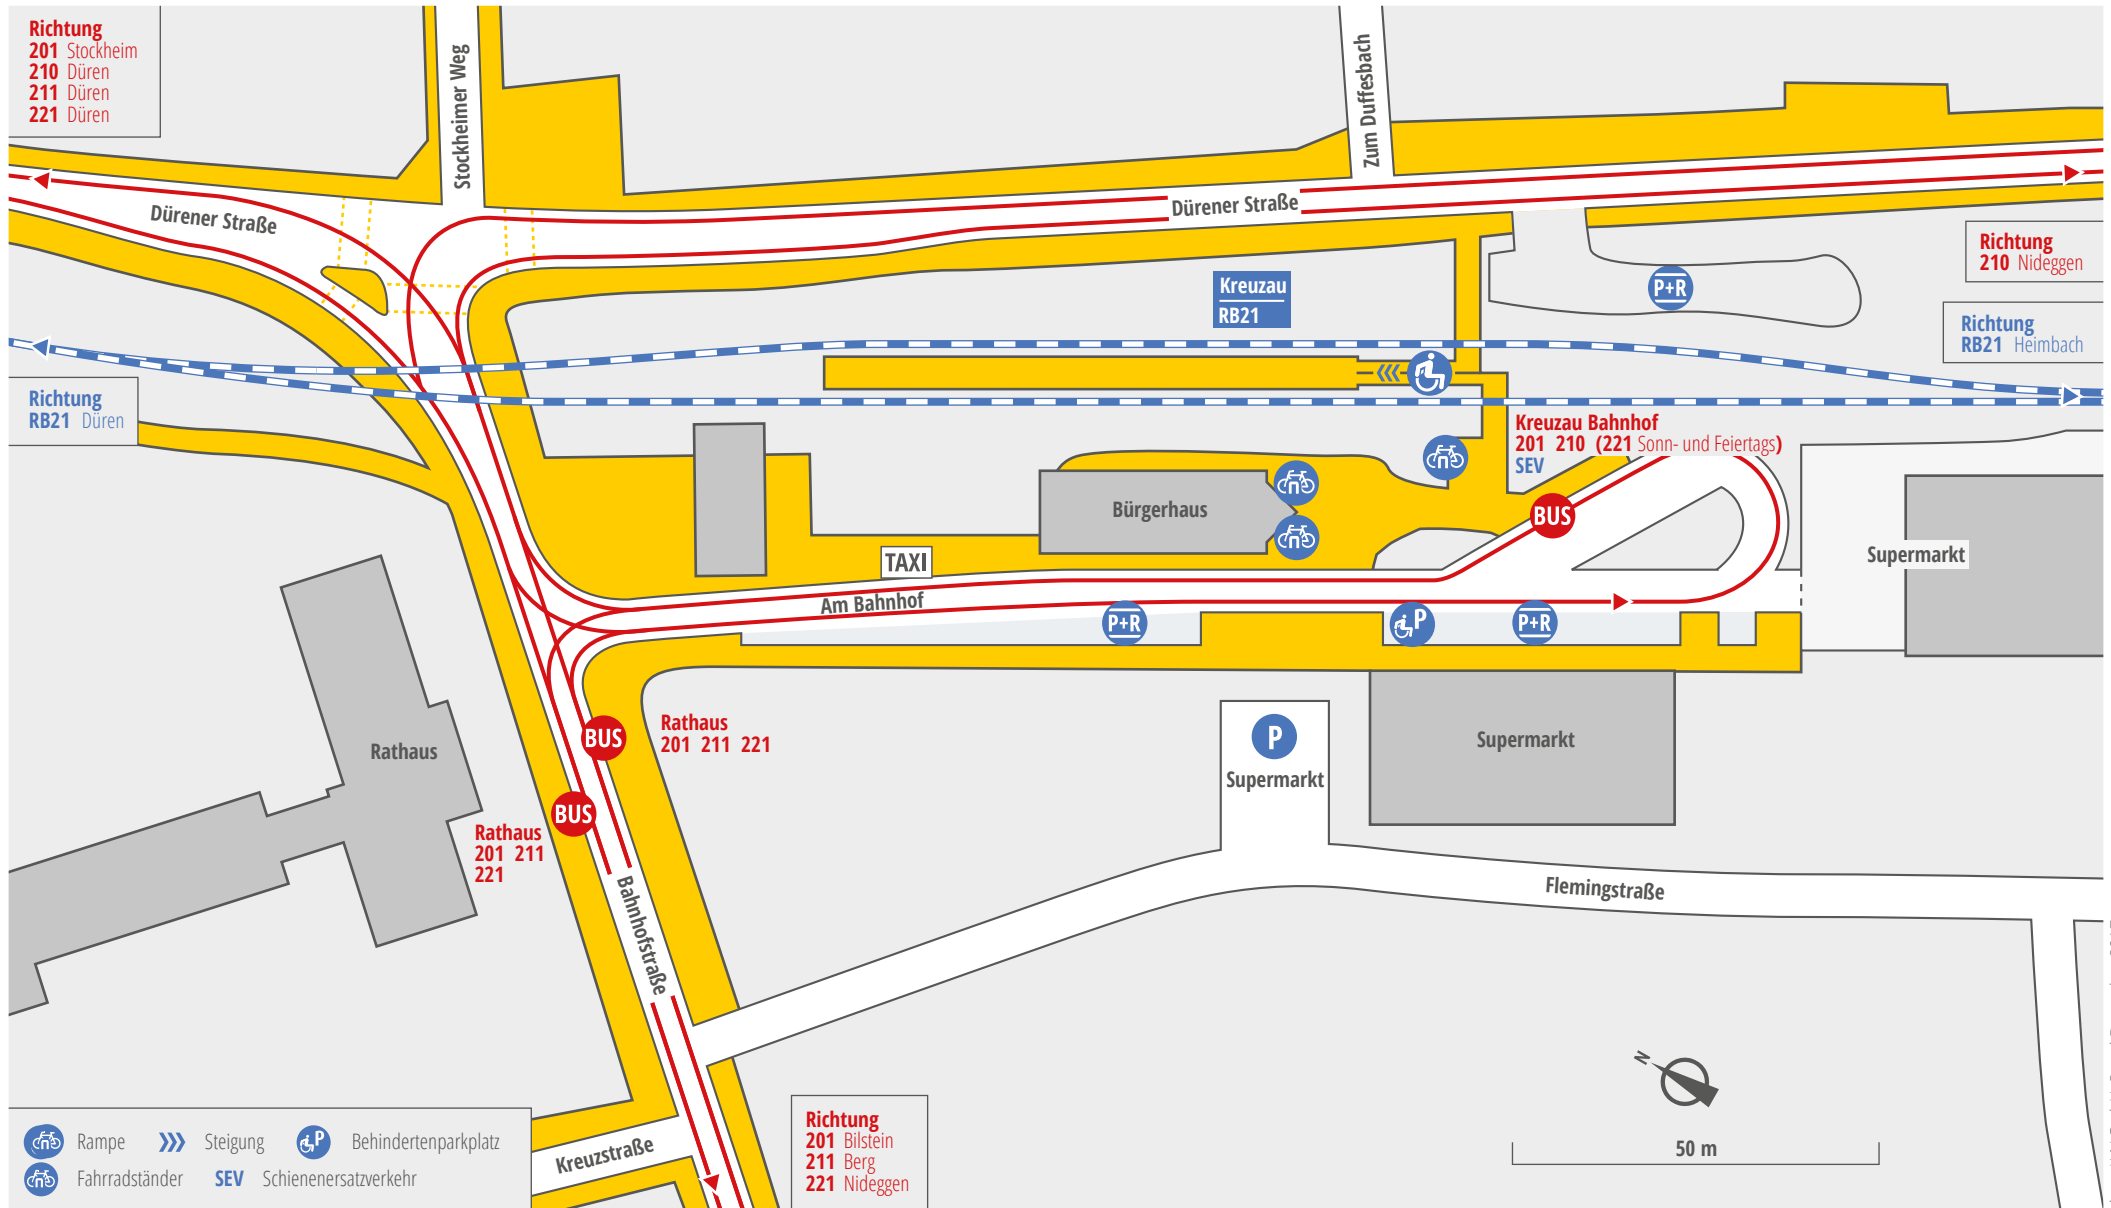 Richtung
201 Stockheim
210 Düren
211 Düren
221 Düren
Stockheimer Weg
Zum Duffesbach
Dürener Straße
Dürener Straße
Richtung
210 Nideggen
Kreuzau
RB21
P+R
Richtung
RB21 Heimbach
Richtung
RB21 Düren
Kreuzau Bahnhof
201 210 (221 Sonn- und Feiertags)
SEV
Bürgerhaus
BUS
Supermarkt
TAXI
Am Bahnhof
P+R
P
P+R
Rathaus
BUS
Rathaus
201 211 221
P
Supermarkt
Supermarkt
BUS
Rathaus
201 211
221
Bahnhofstraße
Flemingstraße
N
50 m
Kreuzstraße
Richtung
201 Bilstein
211 Berg
221 Nideggen
Rampe
Steigung
P
Behindertenparkplatz
Fahrradständer
SEV Schienenersatzverkehr